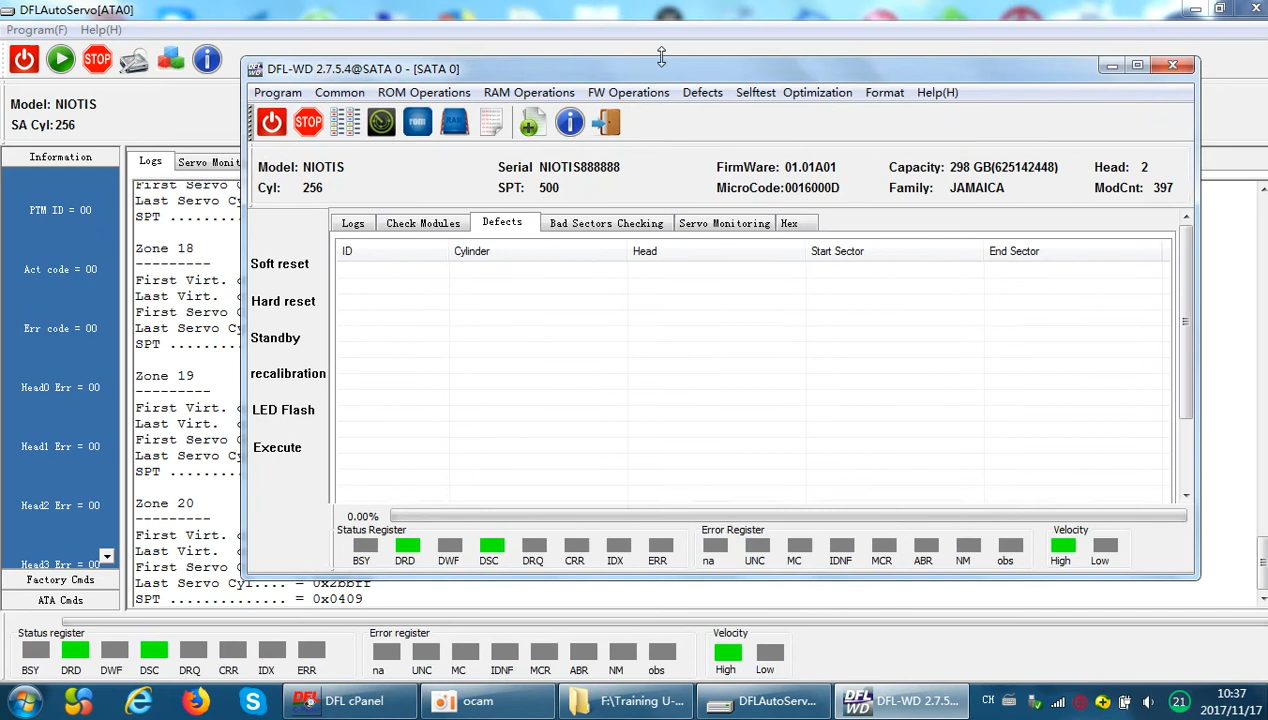 DFLAutoServo[ATA0]
Program(F) Help(H)
Model: NIOTIS
SA Cyl: 256
Information
PTM ID = 00
Act code = 00
Err code = 00
Head0 Err = 00
Head1 Err = 00
Head2 Err = 00
Head3 Err = 00
Factory Cmds
ATA Cmds
Logs Servo Monit
First Servo
Last Servo Cy
SPT
Zone 18
---------
First Virt. c
Last Virt. c
First Servo C
Last Servo Cy
SPT
Zone 19
---------
First Virt. c
Last Virt. c
First Servo C
Last Servo Cy
SPT
Zone 20
---------
First Virt. c
Last Virt. c
First Servo C
Last Servo Cyl.... = 0x2bbff
SPT ............. = 0x0409
DFL-WD 2.7.5.4@SATA 0 - [SATA 0]
Program Common ROM Operations RAM Operations FW Operations Defects Selftest Optimization Format Help(H)
STOP
STOP rom RAM
Model: NIOTIS Serial NIOTIS888888 FirmWare: 01.01A01 Capacity: 298 GB(625142448) Head: 2
Cyl: 256 SPT: 500 MicroCode:0016000D Family: JAMAICA ModCnt: 397
Logs Check Modules Defects Bad Sectors Checking Servo Monitoring Hex
Soft reset
Hard reset
Standby
recalibration
LED Flash
Execute
ID Cylinder Head Start Sector End Sector
0.00%
Status Register Error Register Velocity
BSY DRD DWF DSC DRQ CRR IDX ERR na UNC MC IDNF MCR ABR NM obs High Low
Status register Error register Velocity
BSY DRD DWF DSC DRQ CRR IDX ERR na UNC MC IDNF MCR ABR NM obs High Low
DFL cPanel ocam F:\Training U-... DFLAutoServ... DFL-WD 2.7.5...
CH 21 10:37
2017/11/17